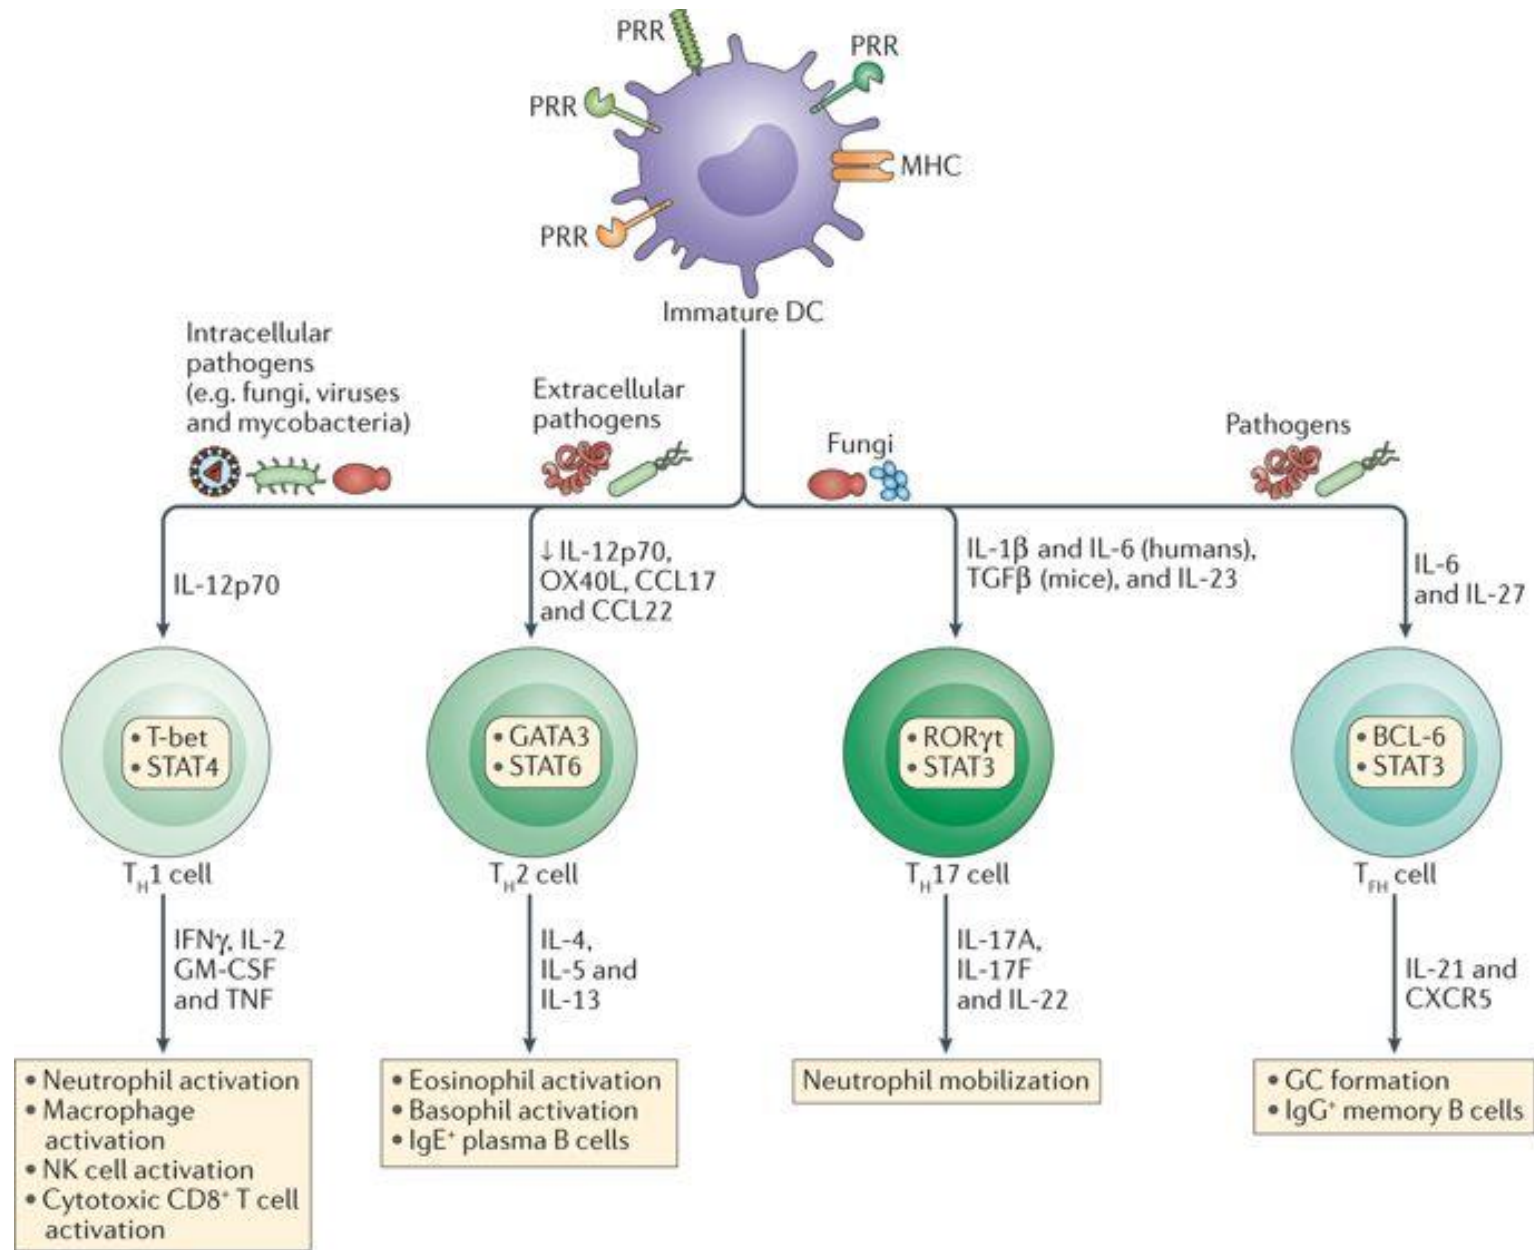 PRR
PRR
PRR
MHC
PRR
Immature DC
Intracellular
pathogens
(e.g. fungi, viruses
and mycobacteria)
Extracellular
pathogens
Fungi
Pathogens
IL-12p70
↓ IL-12p70,
OX40L, CCL17
and CCL22
IL-1β and IL-6 (humans),
TGFβ (mice), and IL-23
IL-6
and IL-27
• T-bet
• STAT4
• GATA3
• STAT6
• RORγt
• STAT3
• BCL-6
• STAT3
T_H1 cell
T_H2 cell
T_H17 cell
T_FH cell
IFNγ, IL-2
GM-CSF
and TNF
IL-4,
IL-5 and
IL-13
IL-17A,
IL-17F
and IL-22
IL-21 and
CXCR5
• Neutrophil activation
• Macrophage
activation
• NK cell activation
• Cytotoxic CD8⁺ T cell
activation
• Eosinophil activation
• Basophil activation
• IgE⁺ plasma B cells
Neutrophil mobilization
• GC formation
• IgG⁺ memory B cells